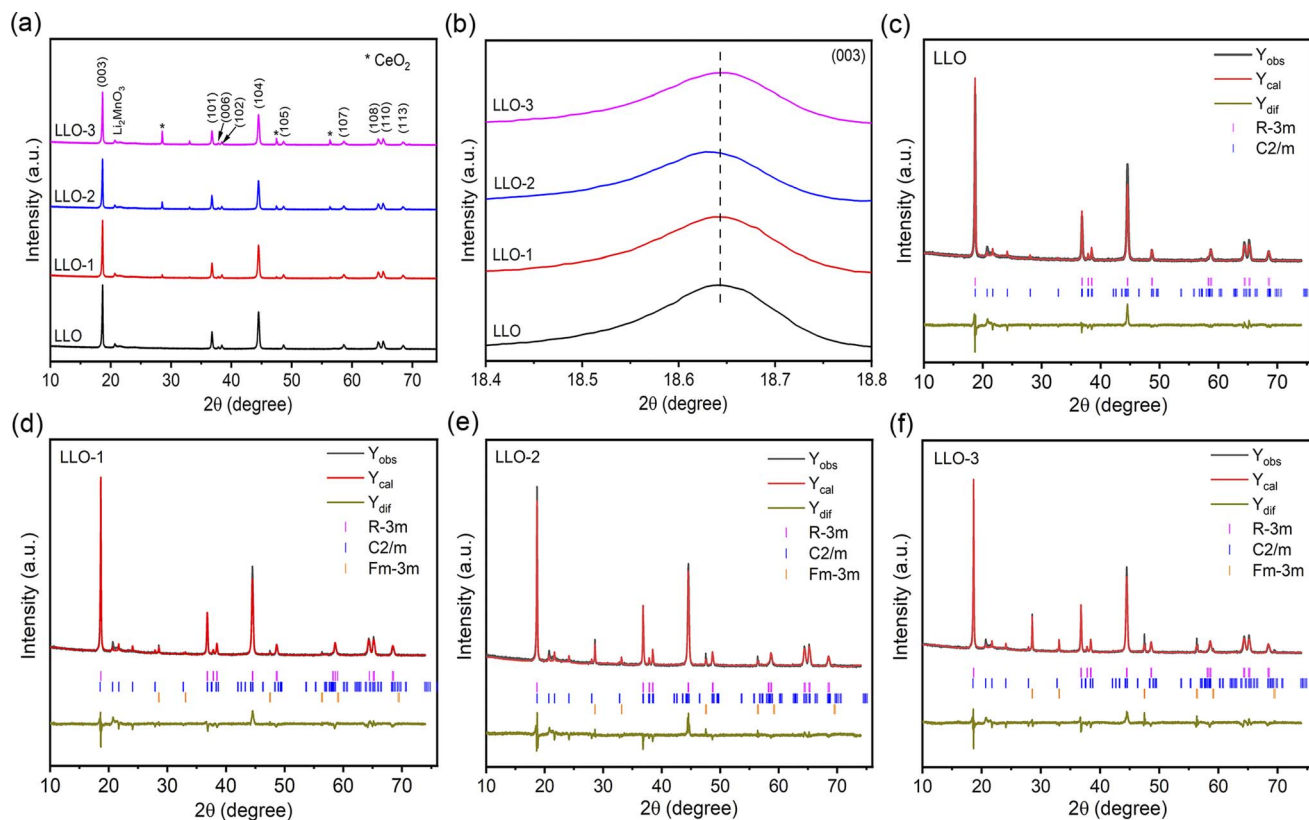 (a)
* CeO₂
(003)
Li₂MnO₃
*
(101)
(006)
(102)
(104)
*
(105)
*
(107)
(108)
(110)
(113)
LLO-3
LLO-2
LLO-1
LLO
Intensity (a.u.)
10 20 30 40 50 60 70
2θ (degree)
(b)
(003)
LLO-3
LLO-2
LLO-1
LLO
Intensity (a.u.)
18.4 18.5 18.6 18.7 18.8
2θ (degree)
(c)
LLO
Yobs
Ycal
Ydif
R-3m
C2/m
Intensity (a.u.)
10 20 30 40 50 60 70
2θ (degree)
(d)
LLO-1
Yobs
Ycal
Ydif
R-3m
C2/m
Fm-3m
Intensity (a.u.)
10 20 30 40 50 60 70
2θ (degree)
(e)
LLO-2
Yobs
Ycal
Ydif
R-3m
C2/m
Fm-3m
Intensity (a.u.)
10 20 30 40 50 60 70
2θ (degree)
(f)
LLO-3
Yobs
Ycal
Ydif
R-3m
C2/m
Fm-3m
Intensity (a.u.)
10 20 30 40 50 60 70
2θ (degree)